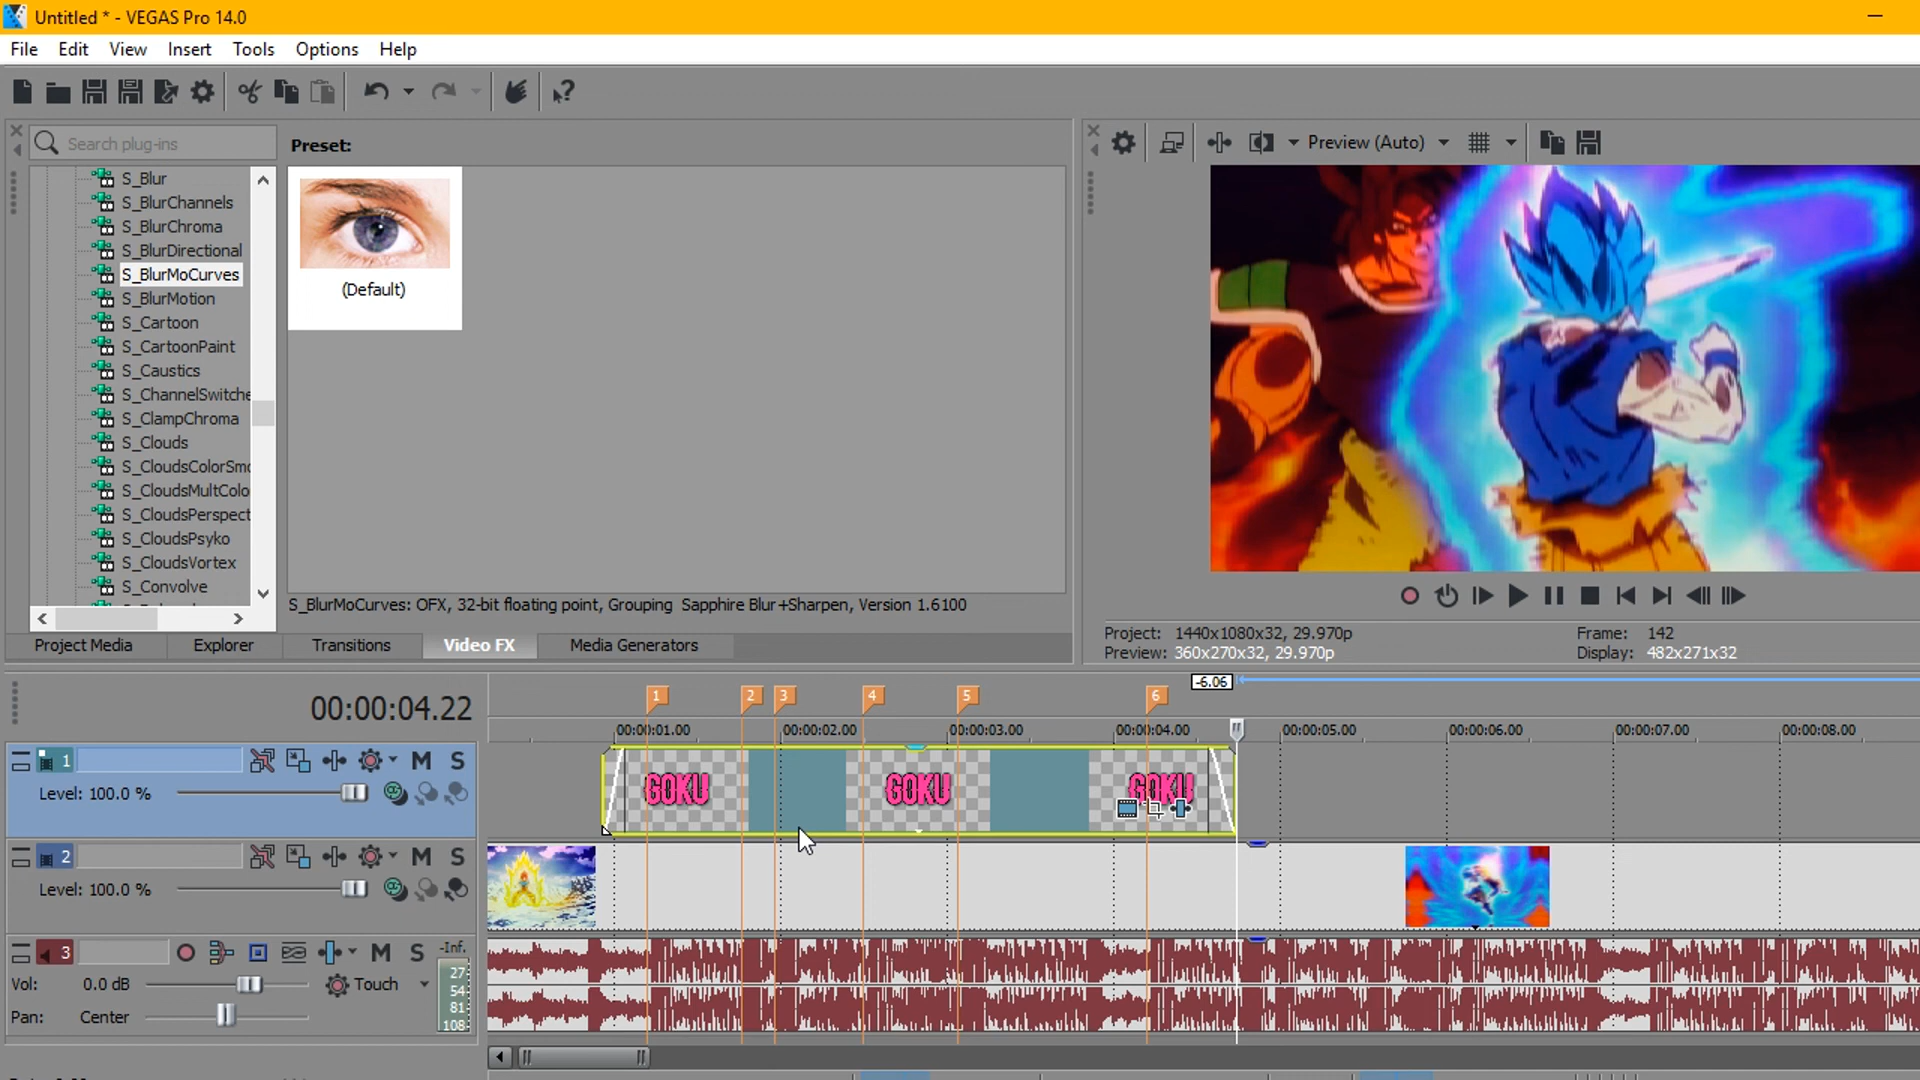 Untitled * - VEGAS Pro 14.0
File Edit View Insert Tools Options Help
Search plug-ins
Preset:
Preview (Auto)
S_Blur
S_BlurChannels
S_BlurChroma
S_BlurDirectional
S_BlurMoCurves
S_BlurMotion
S_Cartoon
S_CartoonPaint
S_Caustics
S_ChannelSwitche
S_ClampChroma
S_Clouds
S_CloudsColorSmo
S_CloudsMultColo
S_CloudsPerspect
S_CloudsPsyko
S_CloudsVortex
S_Convolve
(Default)
S_BlurMoCurves: OFX, 32-bit floating point, Grouping Sapphire Blur+Sharpen, Version 1.6100
Project Media Explorer Transitions Video FX Media Generators
Project: 1440x1080x32, 29.970p Frame: 142
Preview: 360x270x32, 29.970p Display: 482x271x32
00:00:04.22
1 2 3 4 5 6 -6.06
00:00:01.00 00:00:02.00 00:00:03.00 00:00:04.00 00:00:05.00 00:00:06.00 00:00:07.00 00:00:08.00
1 M S
Level: 100.0 %
GOKU GOKU GOKU
2 M S
Level: 100.0 %
3 M S -Inf.
Vol: 0.0 dB Touch
Pan: Center
27
54
81
108